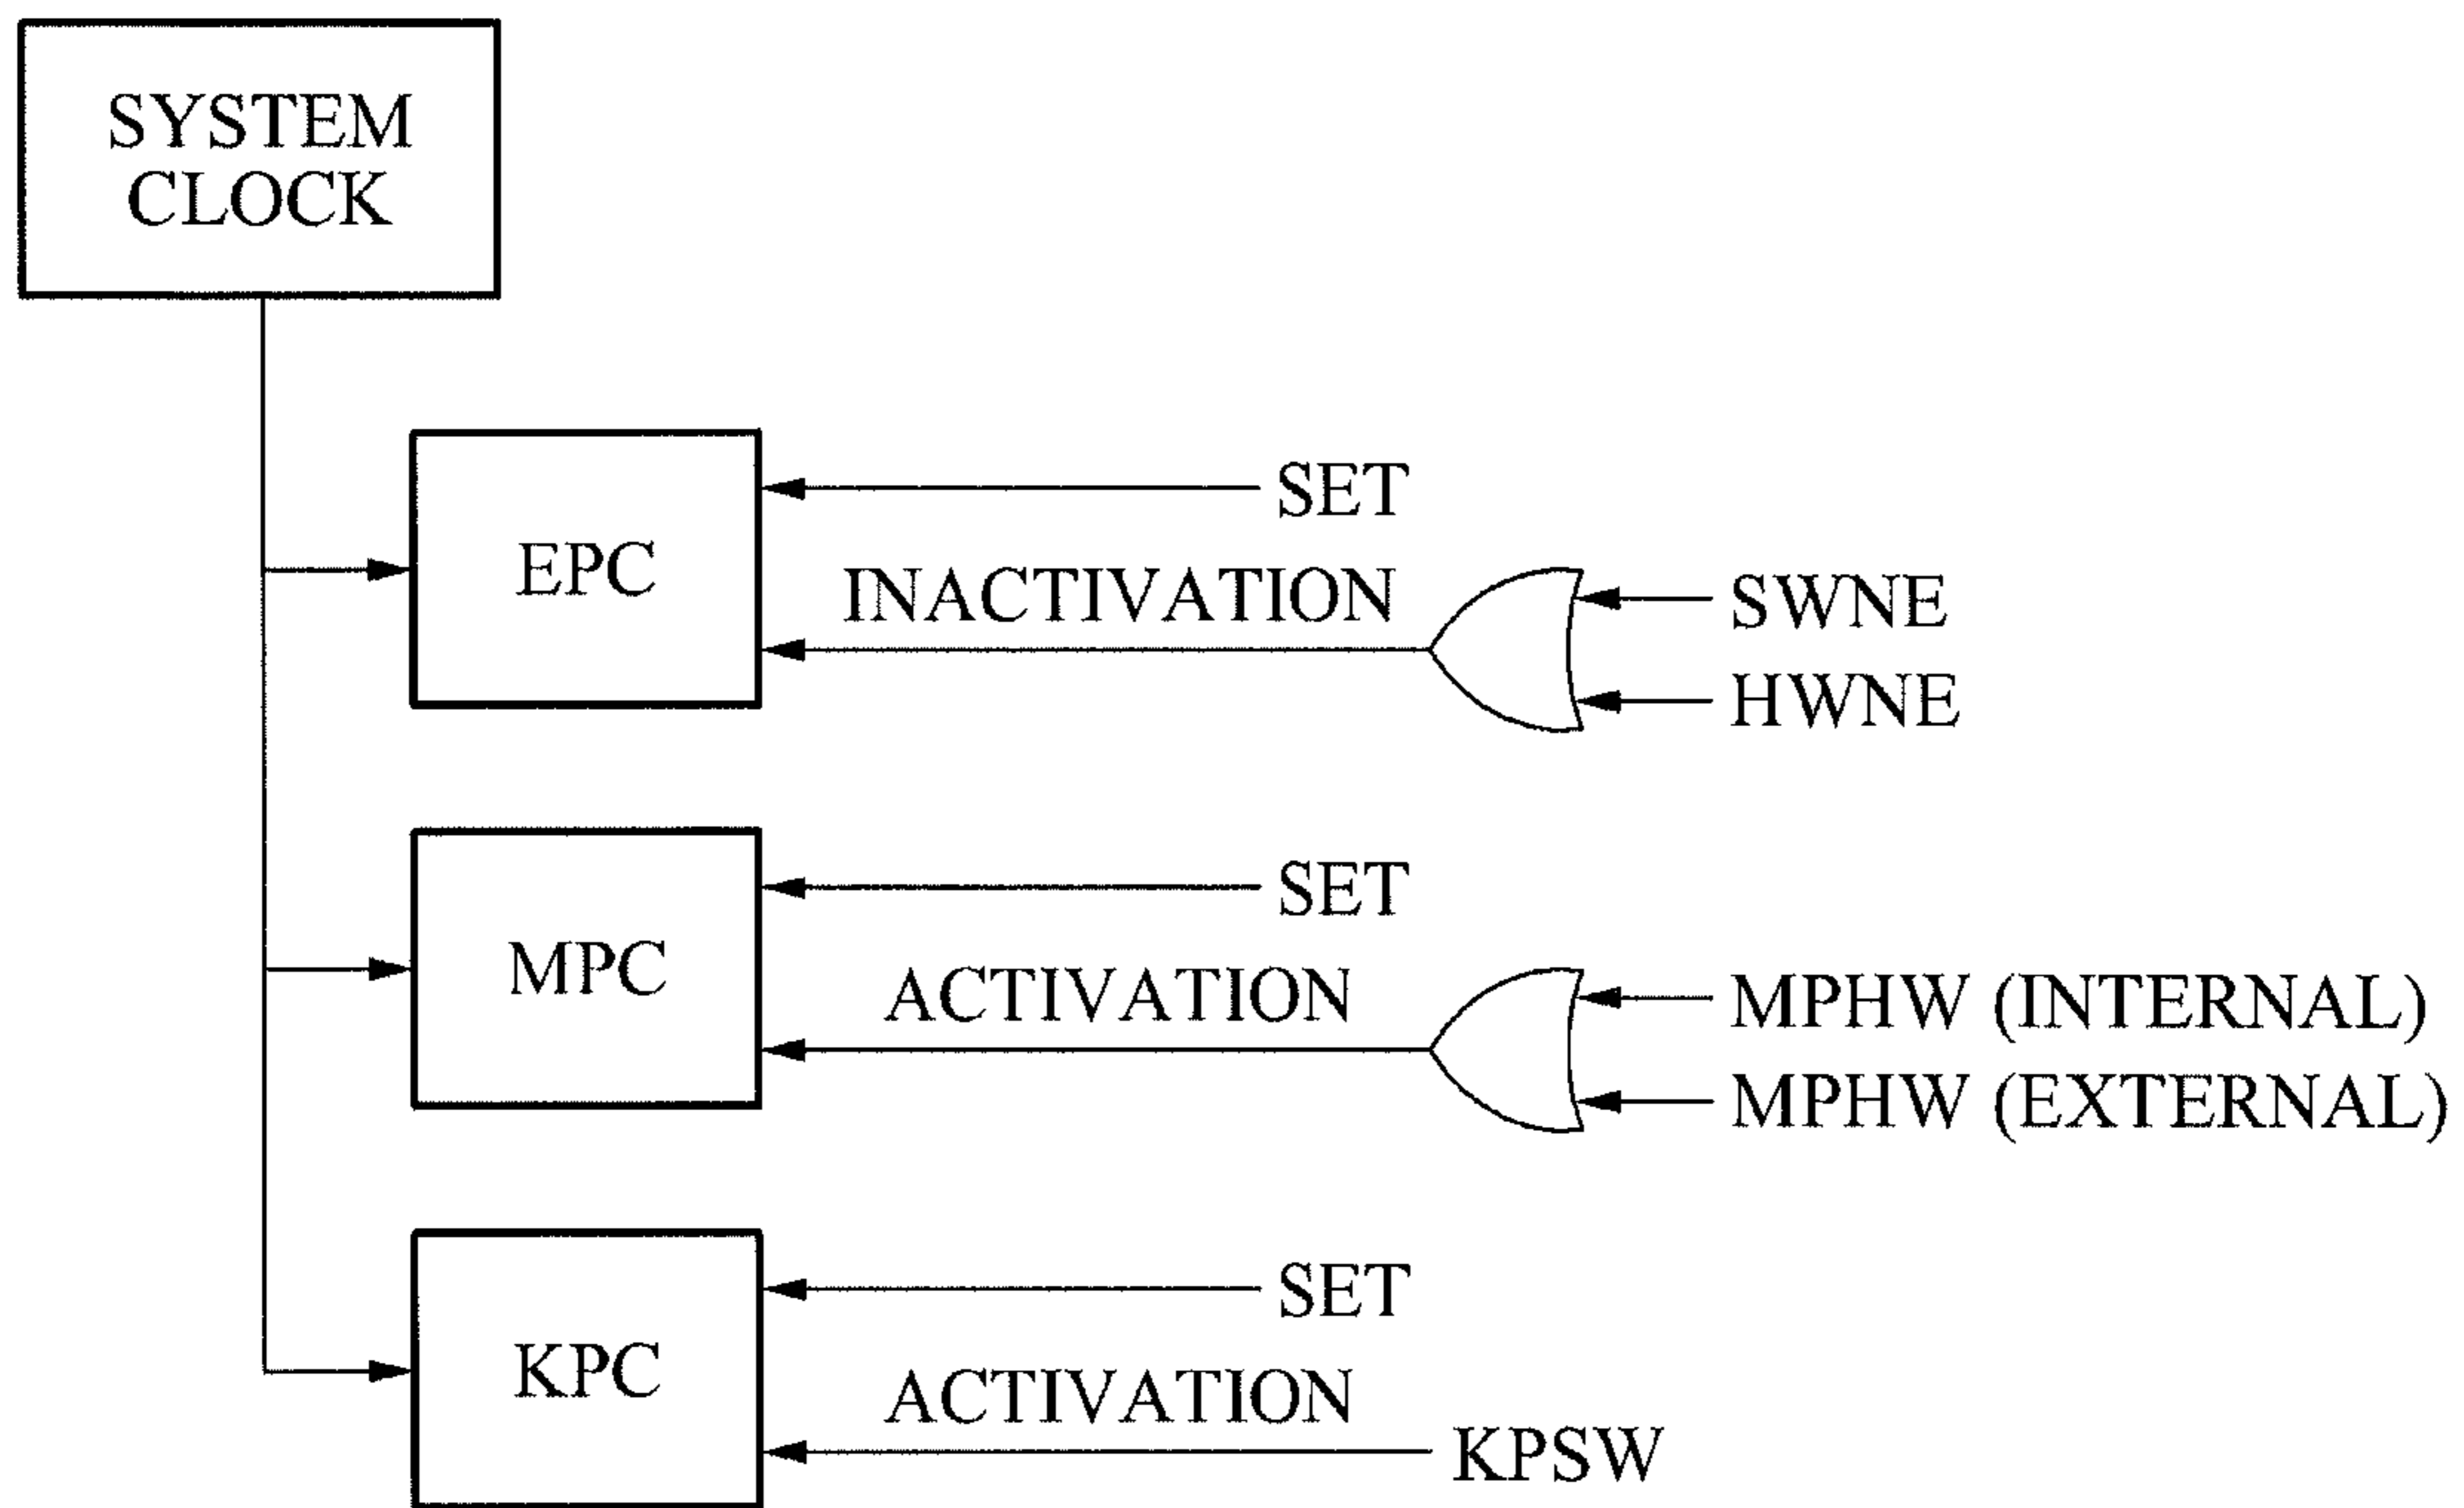 SYSTEM
CLOCK
EPC
SET
INACTIVATION
SWNE
HWNE
MPC
SET
ACTIVATION
MPHW (INTERNAL)
MPHW (EXTERNAL)
KPC
SET
ACTIVATION
KPSW